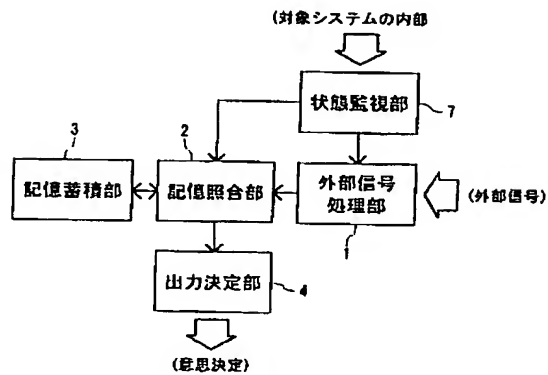 (対象システムの内部
状態監視部
7
3
2
記憶蓄積部
記憶照合部
外部信号
処理部
(外部信号)
1
出力決定部
4
(意思決定)